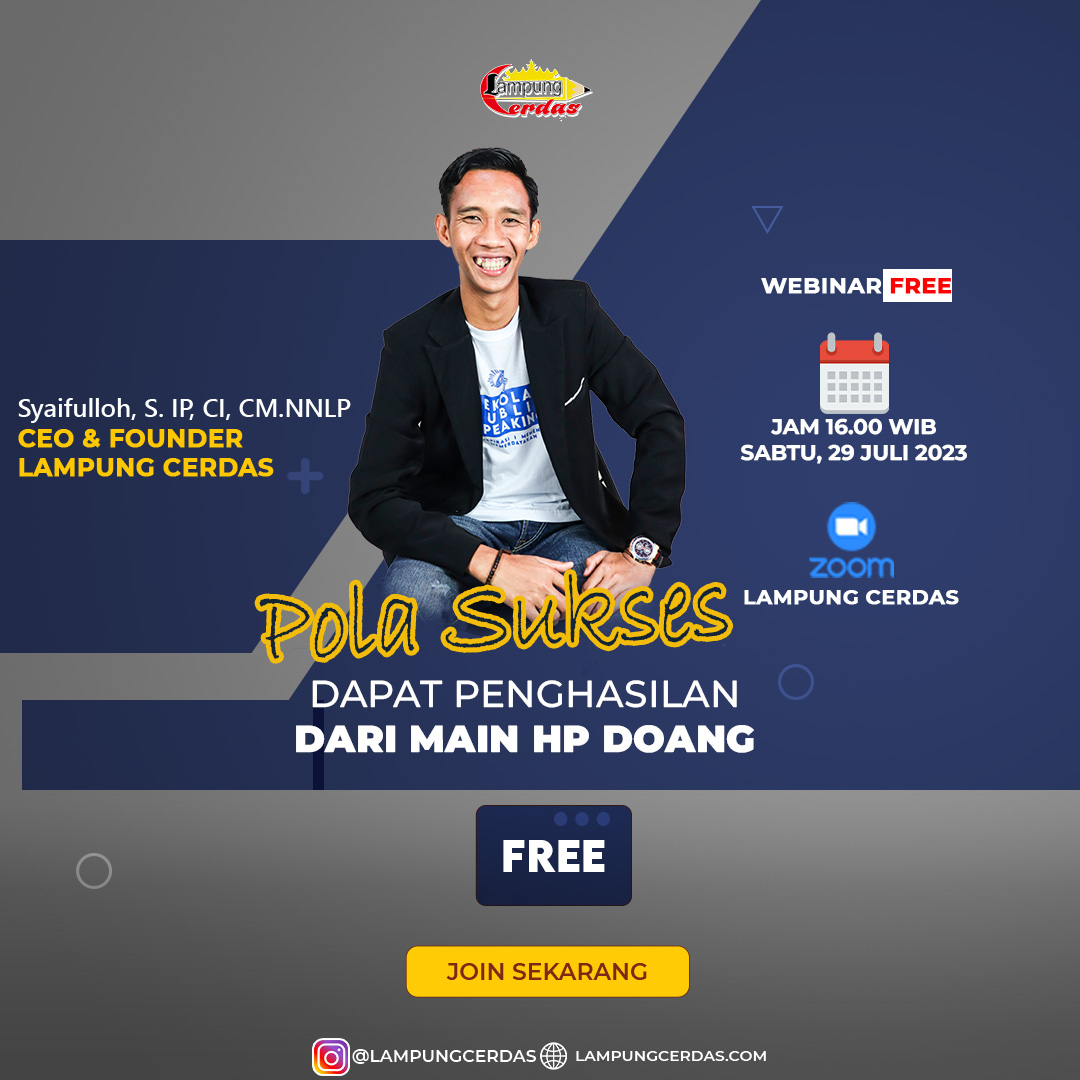 Lampung
Cerdas
WEBINAR FREE
JAM 16.00 WIB
SABTU, 29 JULI 2023
zoom
LAMPUNG CERDAS
Syaifulloh, S. IP, CI, CM.NNLP
CEO & FOUNDER
LAMPUNG CERDAS
Pola Sukses
DAPAT PENGHASILAN
DARI MAIN HP DOANG
FREE
JOIN SEKARANG
@LAMPUNGCERDAS LAMPUNGCERDAS.COM